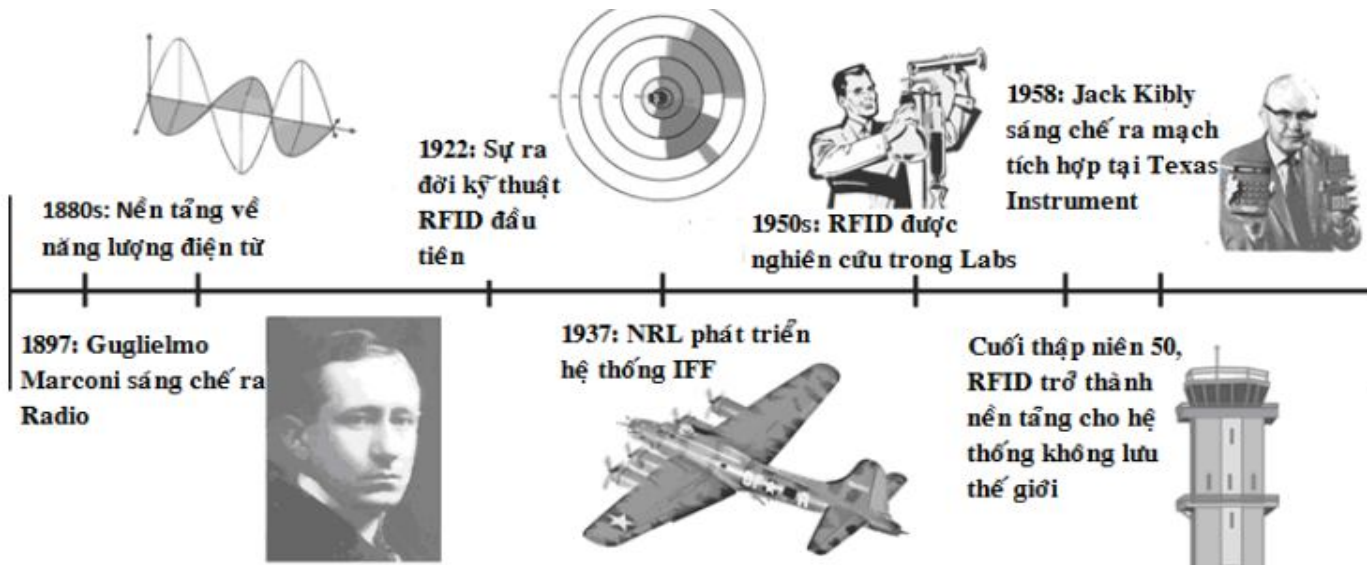 1880s: Nền tảng về
năng lượng điện từ
1922: Sự ra
đời kỹ thuật
RFID đầu
tiên
1950s: RFID được
nghiên cứu trong Labs
1958: Jack Kibly
sáng chế ra mạch
tích hợp tại Texas
Instrument
1897: Guglielmo
Marconi sáng chế ra
Radio
1937: NRL phát triển
hệ thống IFF
Cuối thập niên 50,
RFID trở thành
nền tảng cho hệ
thống không lưu
thế giới